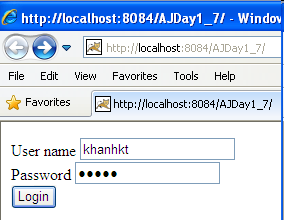 http://localhost:8084/AJDay1_7/ - Window
http://localhost:8084/AJDay1_7/
File Edit View Favorites Tools Help
Favorites http://localhost:8084/AJDay1_7/
User name khanhkt
Password •••••
Login